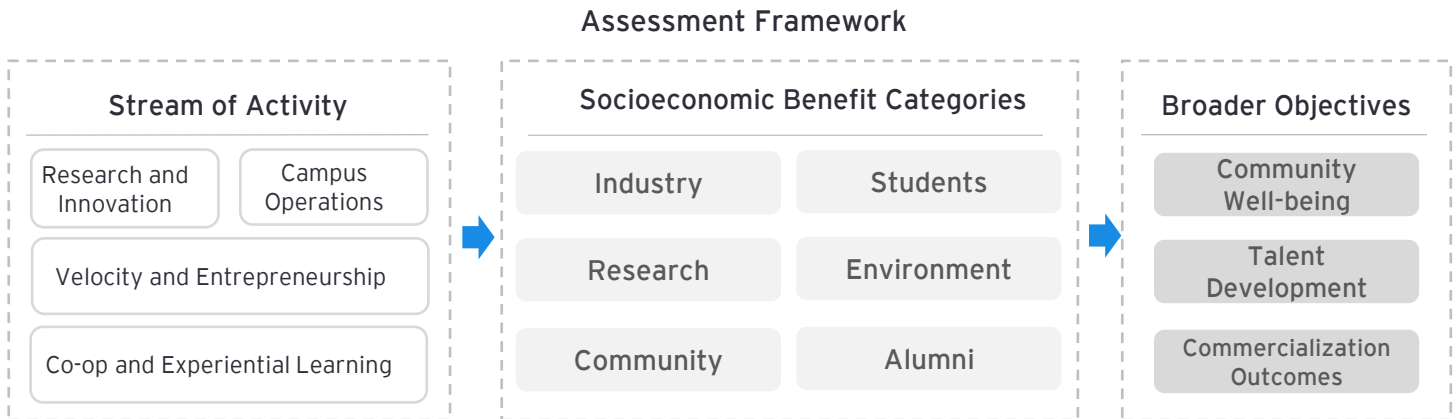 Assessment Framework
Stream of Activity
Research and
Innovation
Campus
Operations
Velocity and Entrepreneurship
Co-op and Experiential Learning
Socioeconomic Benefit Categories
Industry
Students
Research
Environment
Community
Alumni
Broader Objectives
Community
Well-being
Talent
Development
Commercialization
Outcomes